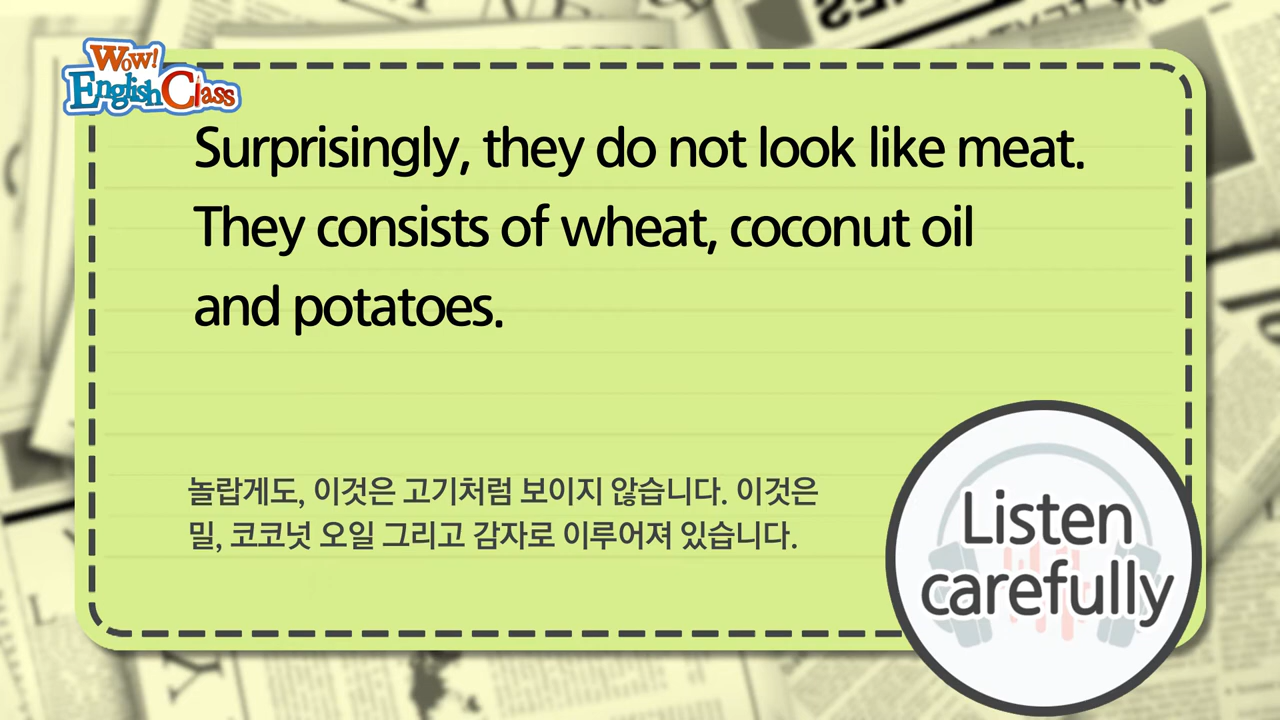 Wow!
English Class
Surprisingly, they do not look like meat.
They consists of wheat, coconut oil
and potatoes.
놀랍게도, 이것은 고기처럼 보이지 않습니다. 이것은
밀, 코코넛 오일 그리고 감자로 이루어져 있습니다.
Listen
carefully